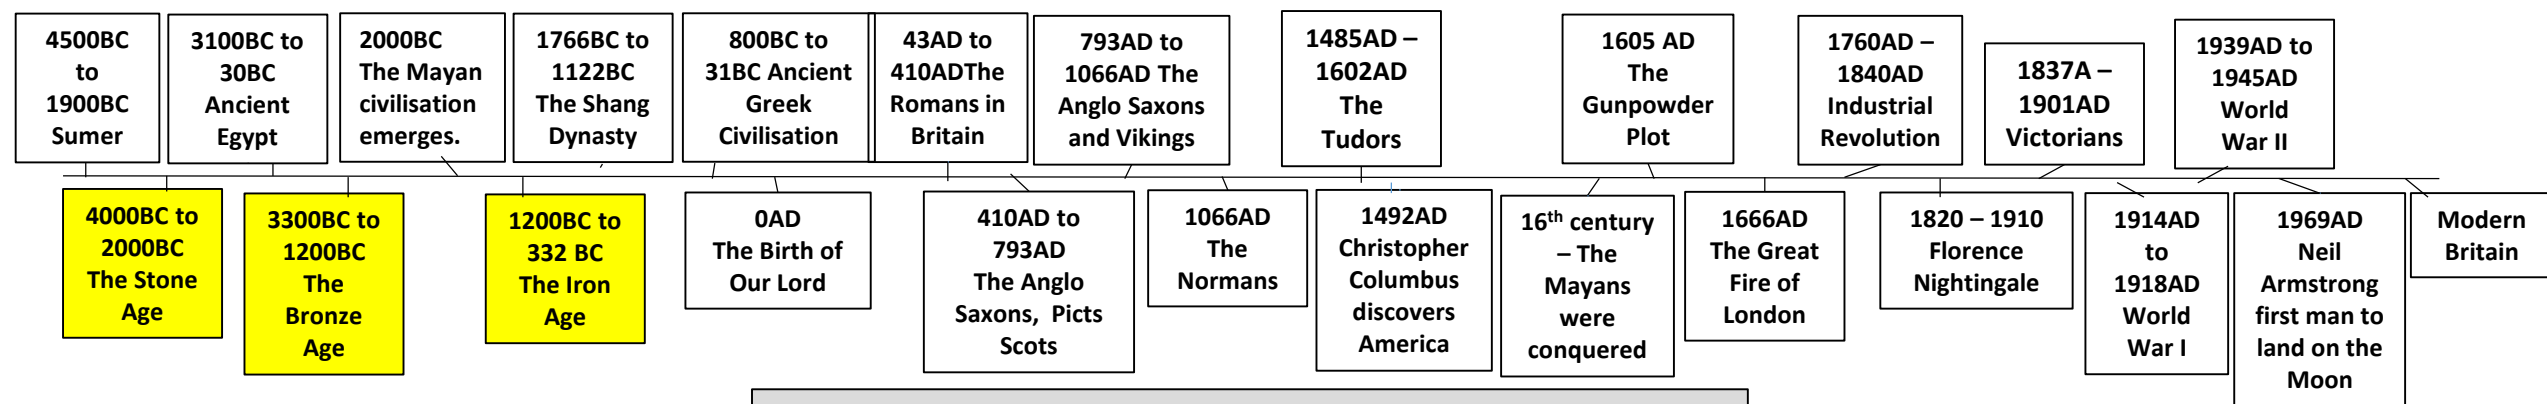 4500BC
to
1900BC
Sumer
3100BC to
30BC
Ancient
Egypt
2000BC
The Mayan
civilisation
emerges.
1766BC to
1122BC
The Shang
Dynasty
800BC to
31BC Ancient
Greek
Civilisation
43AD to
410ADThe
Romans in
Britain
793AD to
1066AD The
Anglo Saxons
and Vikings
1485AD –
1602AD
The
Tudors
1605 AD
The
Gunpowder
Plot
1760AD –
1840AD
Industrial
Revolution
1837A –
1901AD
Victorians
1939AD to
1945AD
World
War II
4000BC to
2000BC
The Stone
Age
3300BC to
1200BC
The
Bronze
Age
1200BC to
332 BC
The Iron
Age
0AD
The Birth of
Our Lord
410AD to
793AD
The Anglo
Saxons, Picts
Scots
1066AD
The
Normans
1492AD
Christopher
Columbus
discovers
America
16th century
– The
Mayans
were
conquered
1666AD
The Great
Fire of
London
1820 – 1910
Florence
Nightingale
1914AD
to
1918AD
World
War I
1969AD
Neil
Armstrong
first man to
land on the
Moon
Modern
Britain